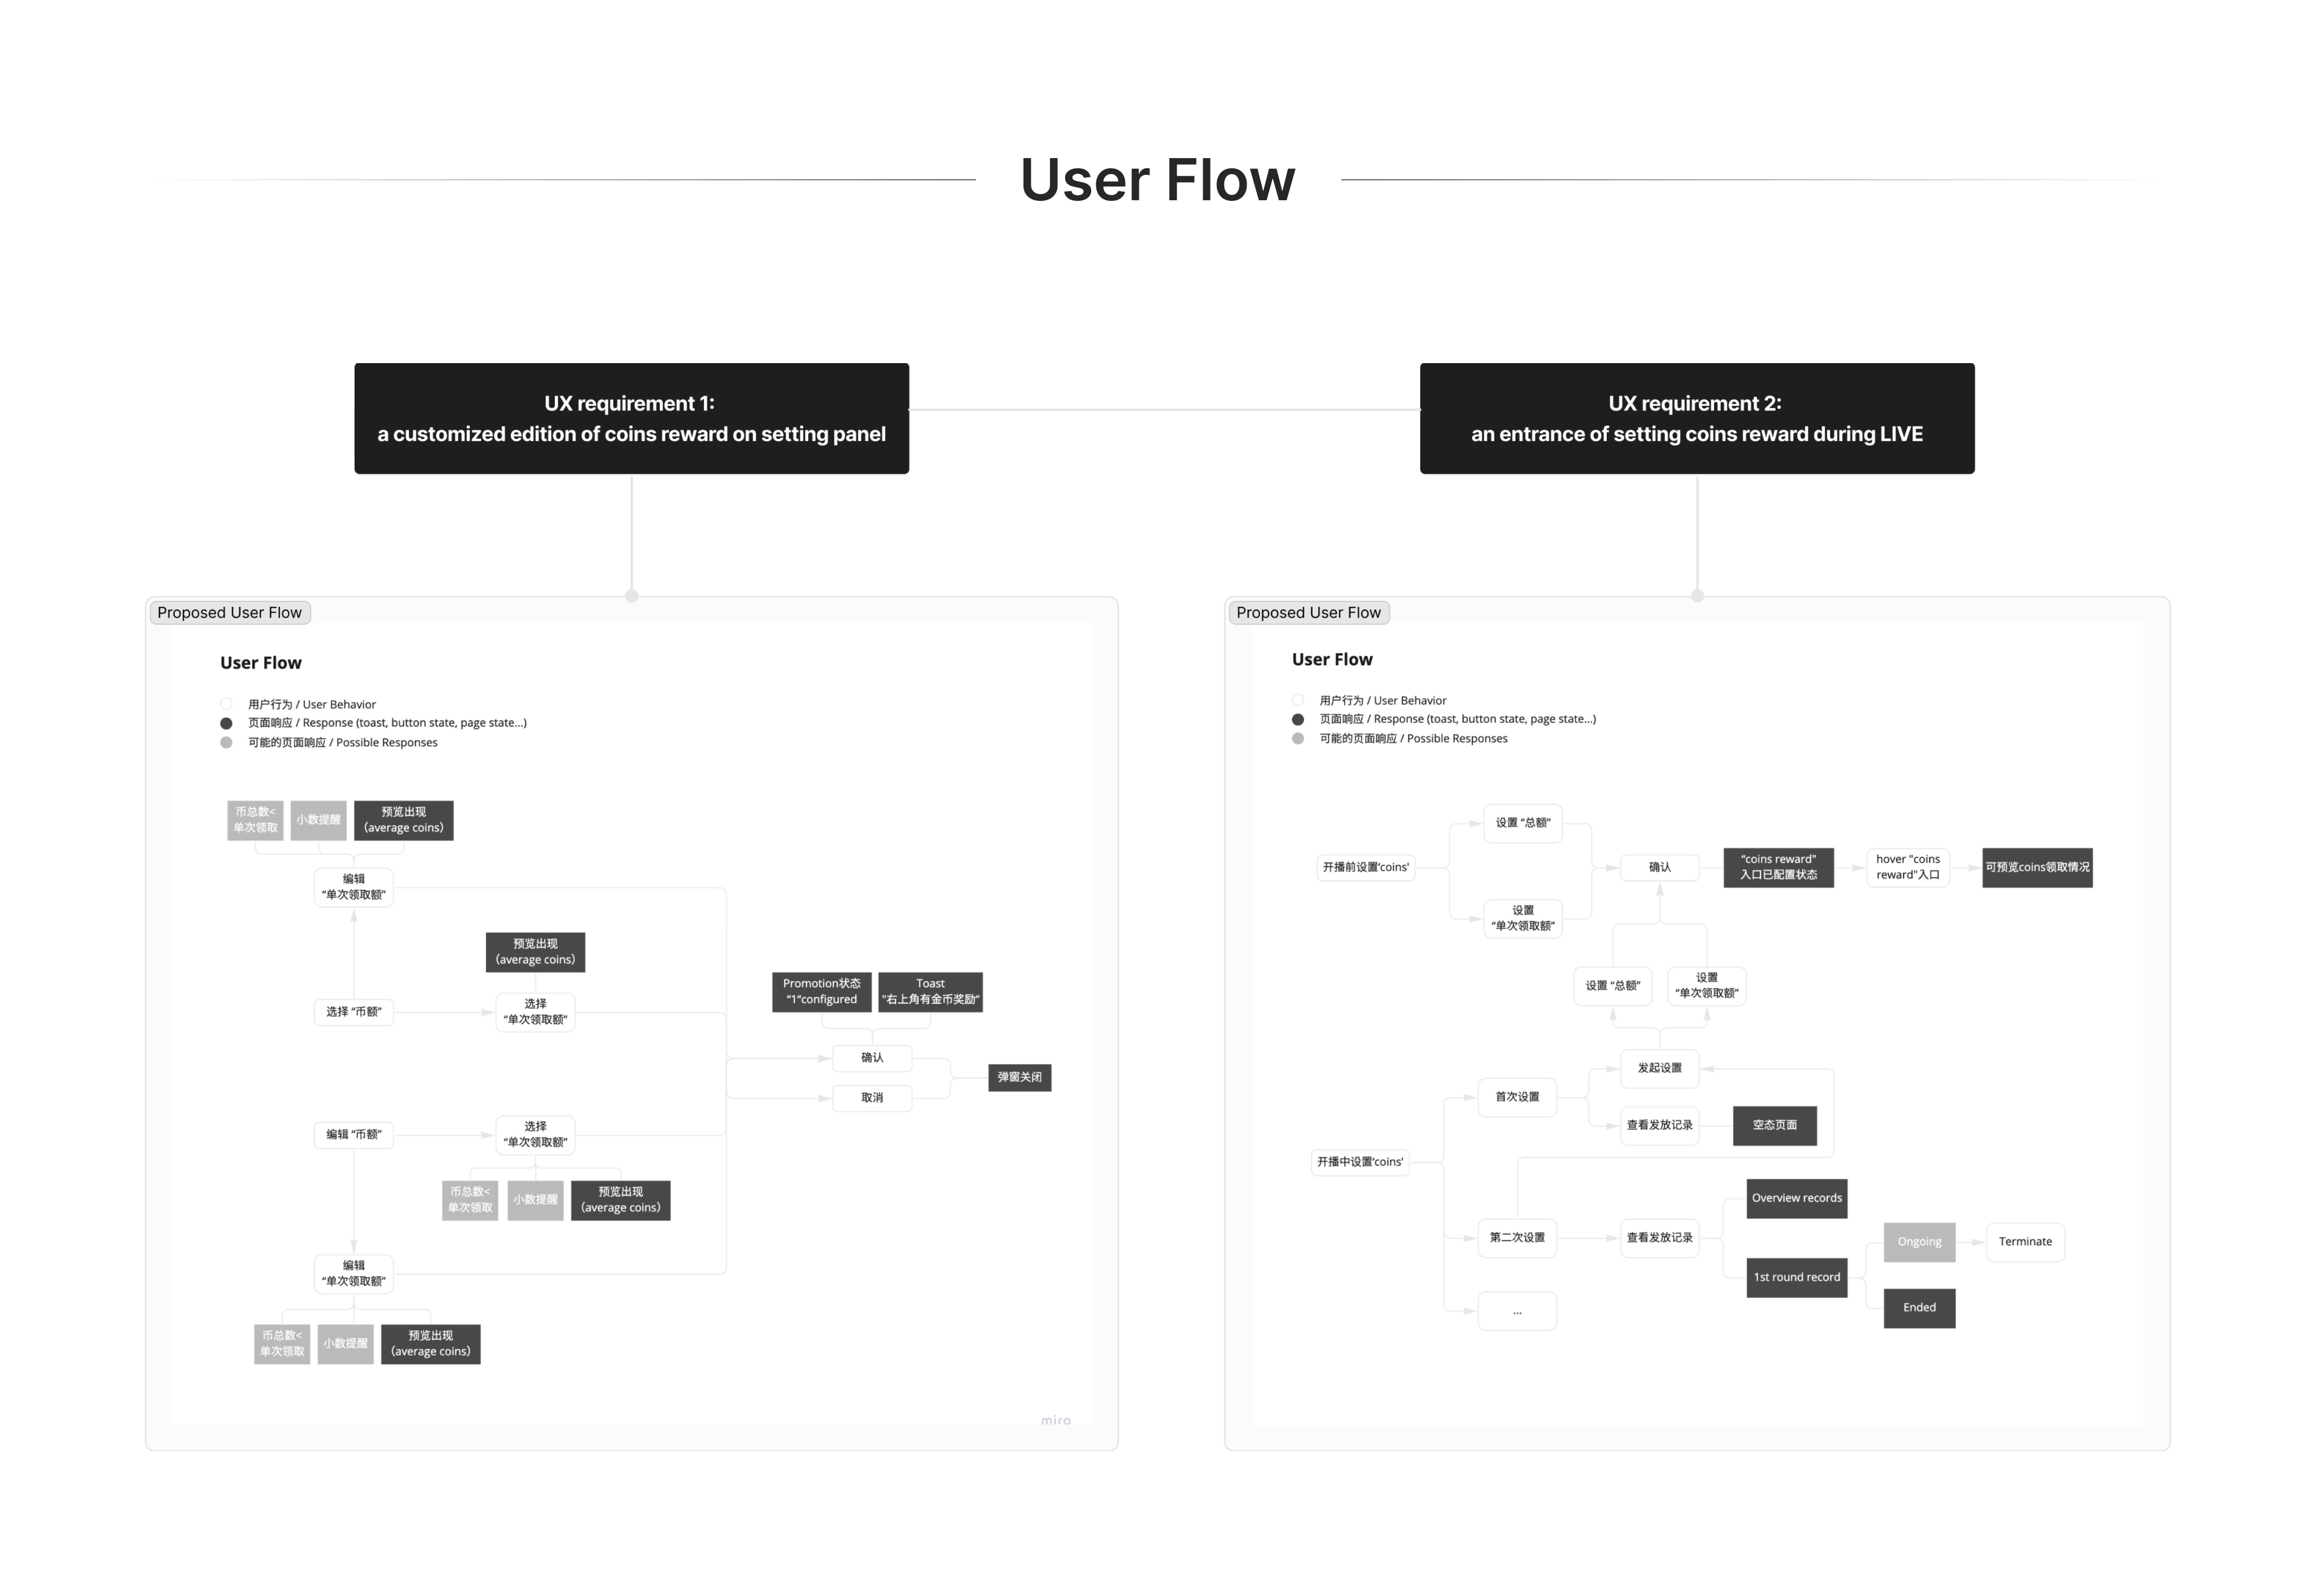 User Flow
UX requirement 1:
a customized edition of coins reward on setting panel
UX requirement 2:
an entrance of setting coins reward during LIVE
Proposed User Flow
User Flow
用户行为 / User Behavior
页面响应 / Response (toast, button state, page state...)
可能的页面响应 / Possible Responses
币总数<
单次领取
小数提醒
预览出现
(average coins)
编辑
“单次领取额”
预览出现
(average coins)
选择 “币额”
选择
“单次领取额”
Promotion状态
“1”configured
Toast
"右上角有金币奖励“
确认
取消
弹窗关闭
编辑 “币额”
选择
“单次领取额”
币总数<
单次领取
小数提醒
预览出现
(average coins)
编辑
“单次领取额”
币总数<
单次领取
小数提醒
预览出现
(average coins)
miro
Proposed User Flow
User Flow
用户行为 / User Behavior
页面响应 / Response (toast, button state, page state...)
可能的页面响应 / Possible Responses
开播前设置‘coins'
设置 “总额”
设置
“单次领取额”
确认
“coins reward"
入口已配置状态
hover "coins
reward"入口
可预览coins领取情况
设置 “总额”
设置
“单次领取额”
发起设置
首次设置
查看发放记录
空态页面
开播中设置‘coins'
第二次设置
查看发放记录
Overview records
1st round record
Ongoing
Terminate
Ended
...